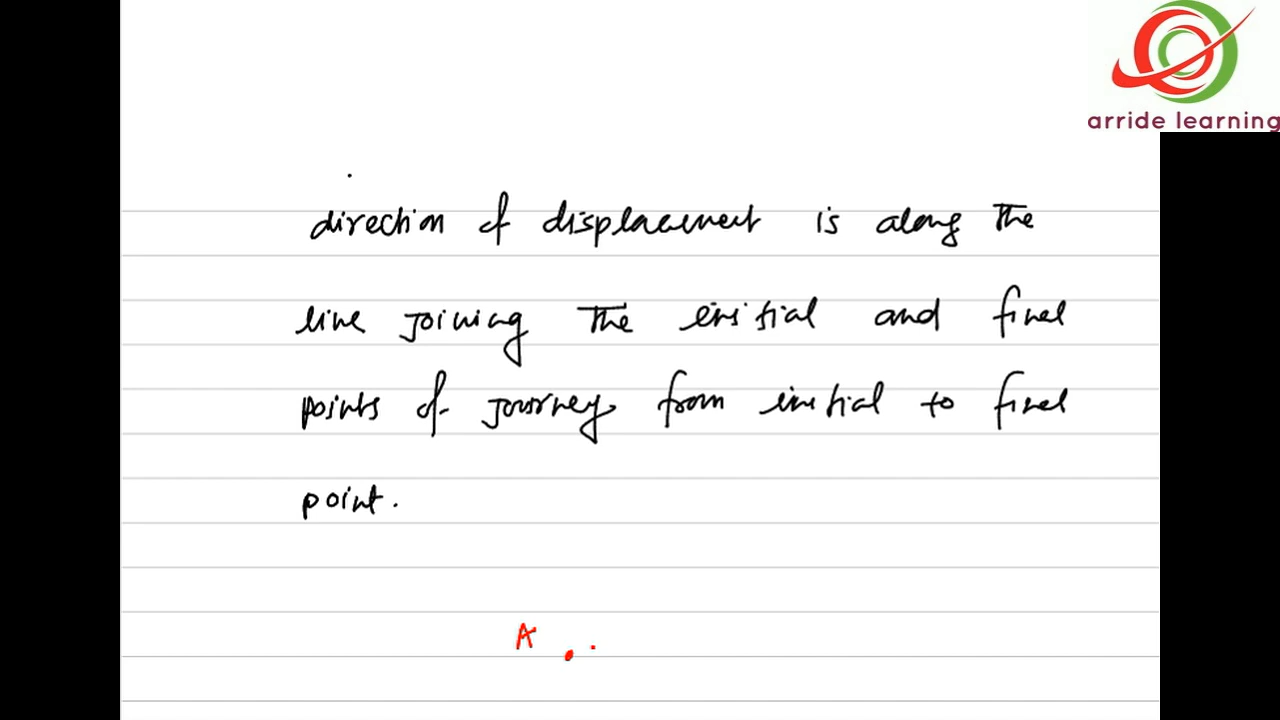 arride learning
direction of displacement is along the
line joining the initial and final
points of journey from initial to final
point.
A